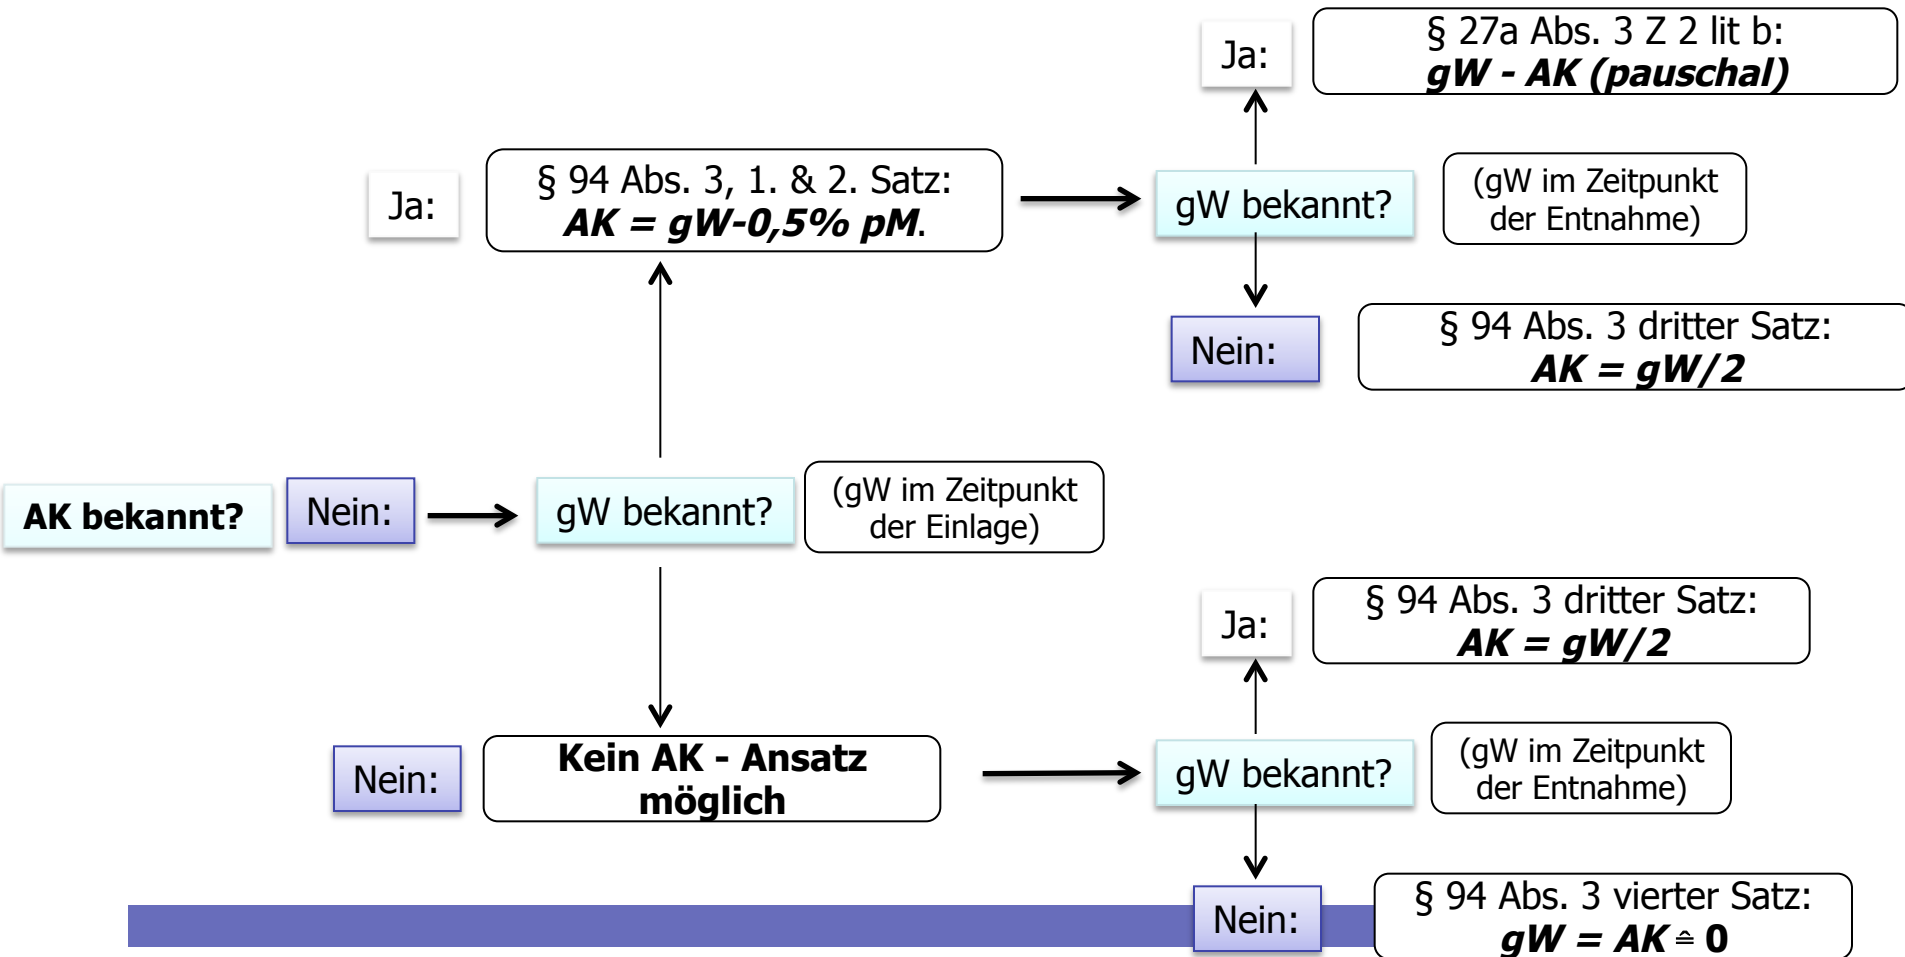 Ja:
§ 27a Abs. 3 Z 2 lit b:
gW - AK (pauschal)
Ja:
§ 94 Abs. 3, 1. & 2. Satz:
AK = gW-0,5% pM.
gW bekannt?
(gW im Zeitpunkt
der Entnahme)
Nein:
§ 94 Abs. 3 dritter Satz:
AK = gW/2
AK bekannt?
Nein:
gW bekannt?
(gW im Zeitpunkt
der Einlage)
Ja:
§ 94 Abs. 3 dritter Satz:
AK = gW/2
Nein:
Kein AK - Ansatz
möglich
gW bekannt?
(gW im Zeitpunkt
der Entnahme)
Nein:
§ 94 Abs. 3 vierter Satz:
gW = AK ≙ 0